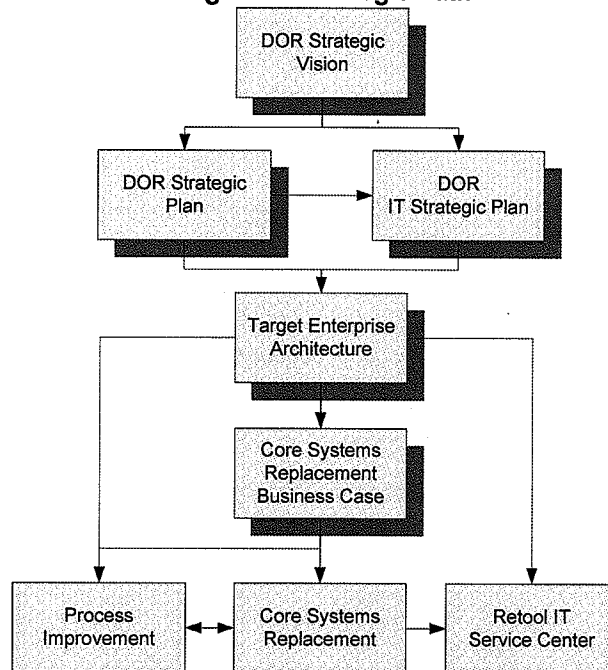 DOR Strategic
Vision
DOR Strategic
Plan
DOR
IT Strategic Plan
Target Enterprise
Architecture
Core Systems
Replacement
Business Case
Process
Improvement
Core Systems
Replacement
Retool IT
Service Center